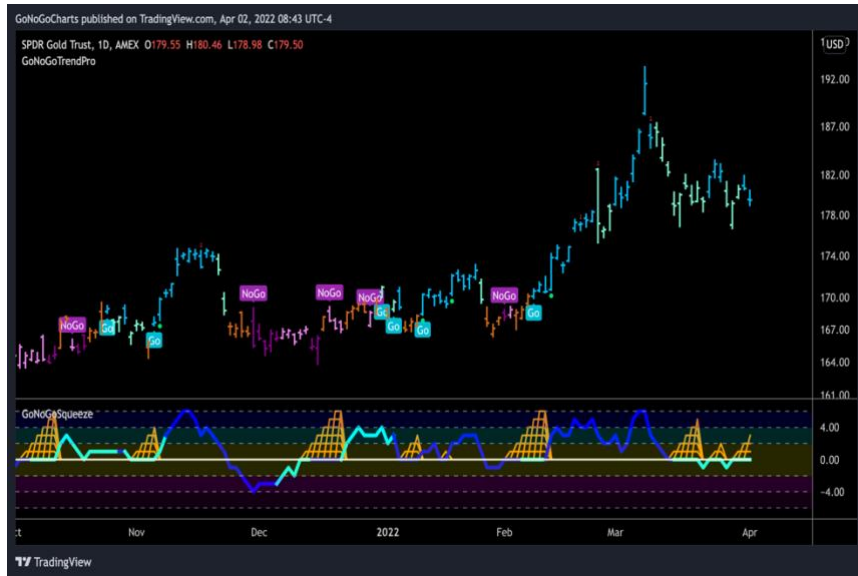 GoNoGoCharts published on TradingView.com, Apr 02, 2022 08:43 UTC-4
SPDR Gold Trust, 1D, AMEX O179.55 H180.46 L178.98 C179.50
USD
GoNoGoTrendPro
192.00
187.00
182.00
178.00
174.00
NoGo NoGo NoGo NoGo
170.00
Go Go
NoGo Go Go Go Go
167.00
164.00
161.00
GoNoGoSqueeze
4.00
0.00
−4.00
Nov Dec 2022 Feb Mar Apr
TradingView